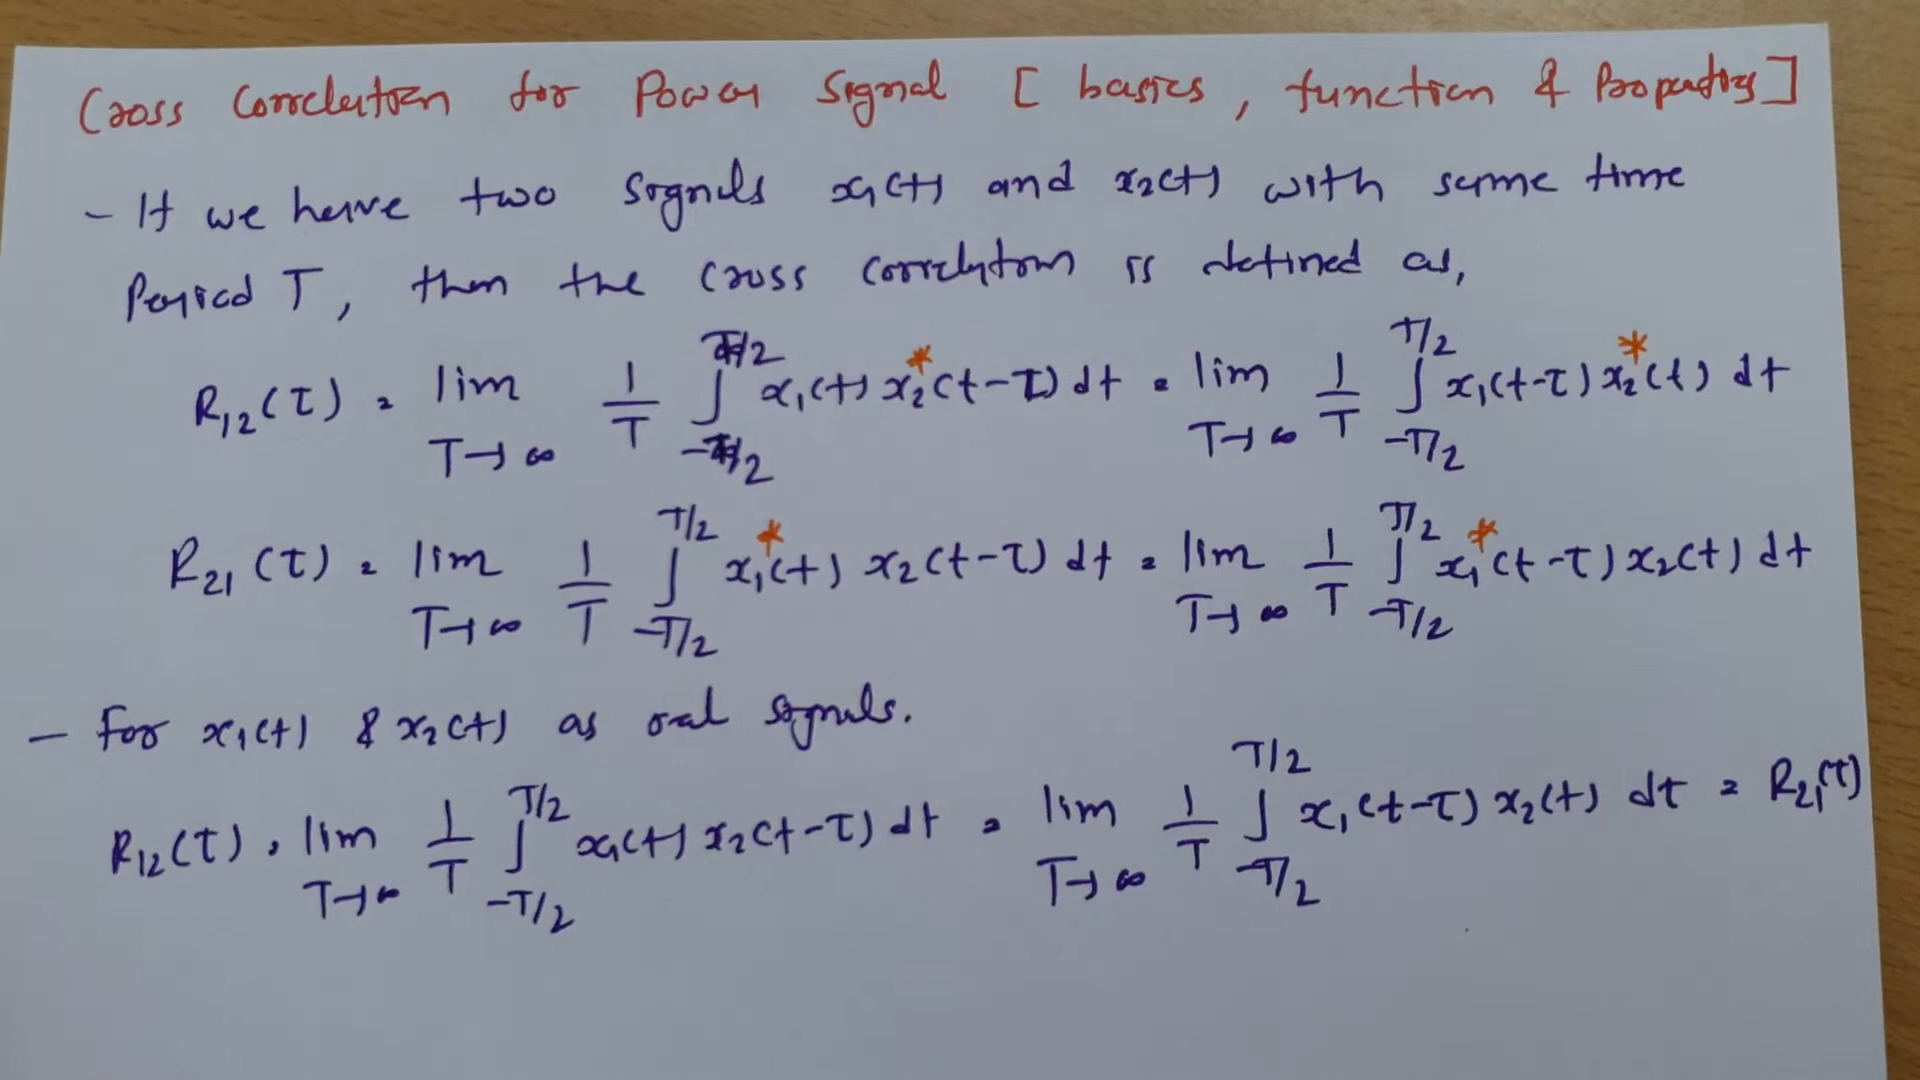 Cross Correlation for Power Signal [ basics , function & Properties ]
- If we have two signals x₁(t) and x₂(t) with same time
Period T, then the cross correlation is defined as,
R₁₂(τ) = lim T→∞ 1/T ∫_{-T/2}^{T/2} x₁(t) x₂*(t-τ) dt = lim T→∞ 1/T ∫_{-T/2}^{T/2} x₁(t-τ) x₂*(t) dt
R₂₁(τ) = lim T→∞ 1/T ∫_{-T/2}^{T/2} x₁*(t) x₂(t-τ) dt = lim T→∞ 1/T ∫_{-T/2}^{T/2} x₁*(t-τ) x₂(t) dt
- For x₁(t) & x₂(t) as real signals.
R₁₂(τ) = lim T→∞ 1/T ∫_{-T/2}^{T/2} x₁(t) x₂(t-τ) dt = lim T→∞ 1/T ∫_{-T/2}^{T/2} x₁(t-τ) x₂(t) dt = R₂₁(τ)